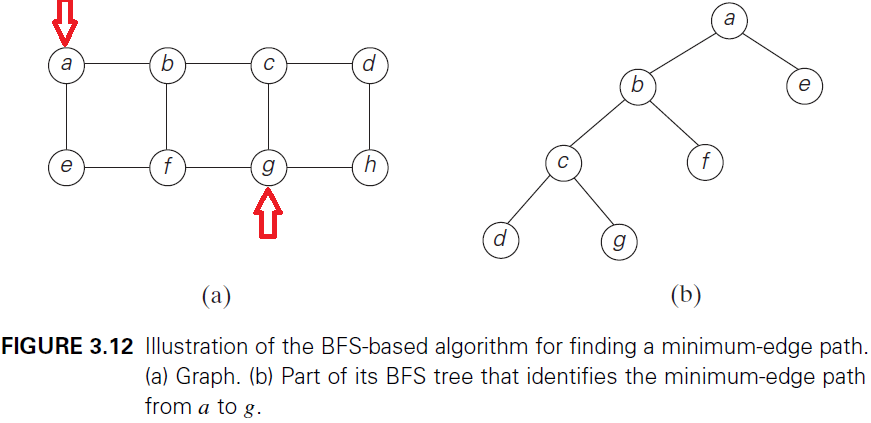 a
a b c d
b e
e f g h
c f
d g
(a) (b)
FIGURE 3.12 Illustration of the BFS-based algorithm for finding a minimum-edge path.
(a) Graph. (b) Part of its BFS tree that identifies the minimum-edge path
from a to g.